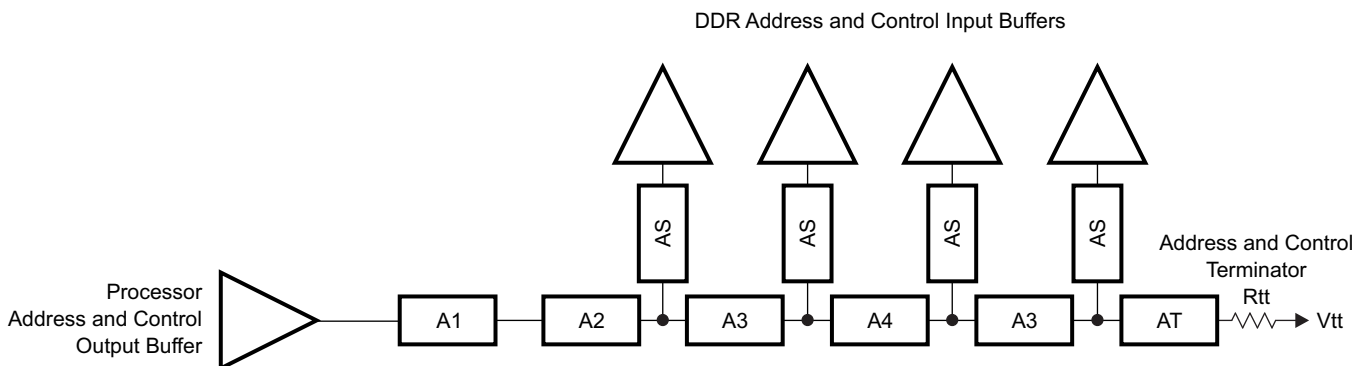 DDR Address and Control Input Buffers
AS
AS
AS
AS
Processor
Address and Control
Output Buffer
A1
A2
A3
A4
A3
AT
Address and Control
Terminator
Rtt
Vtt